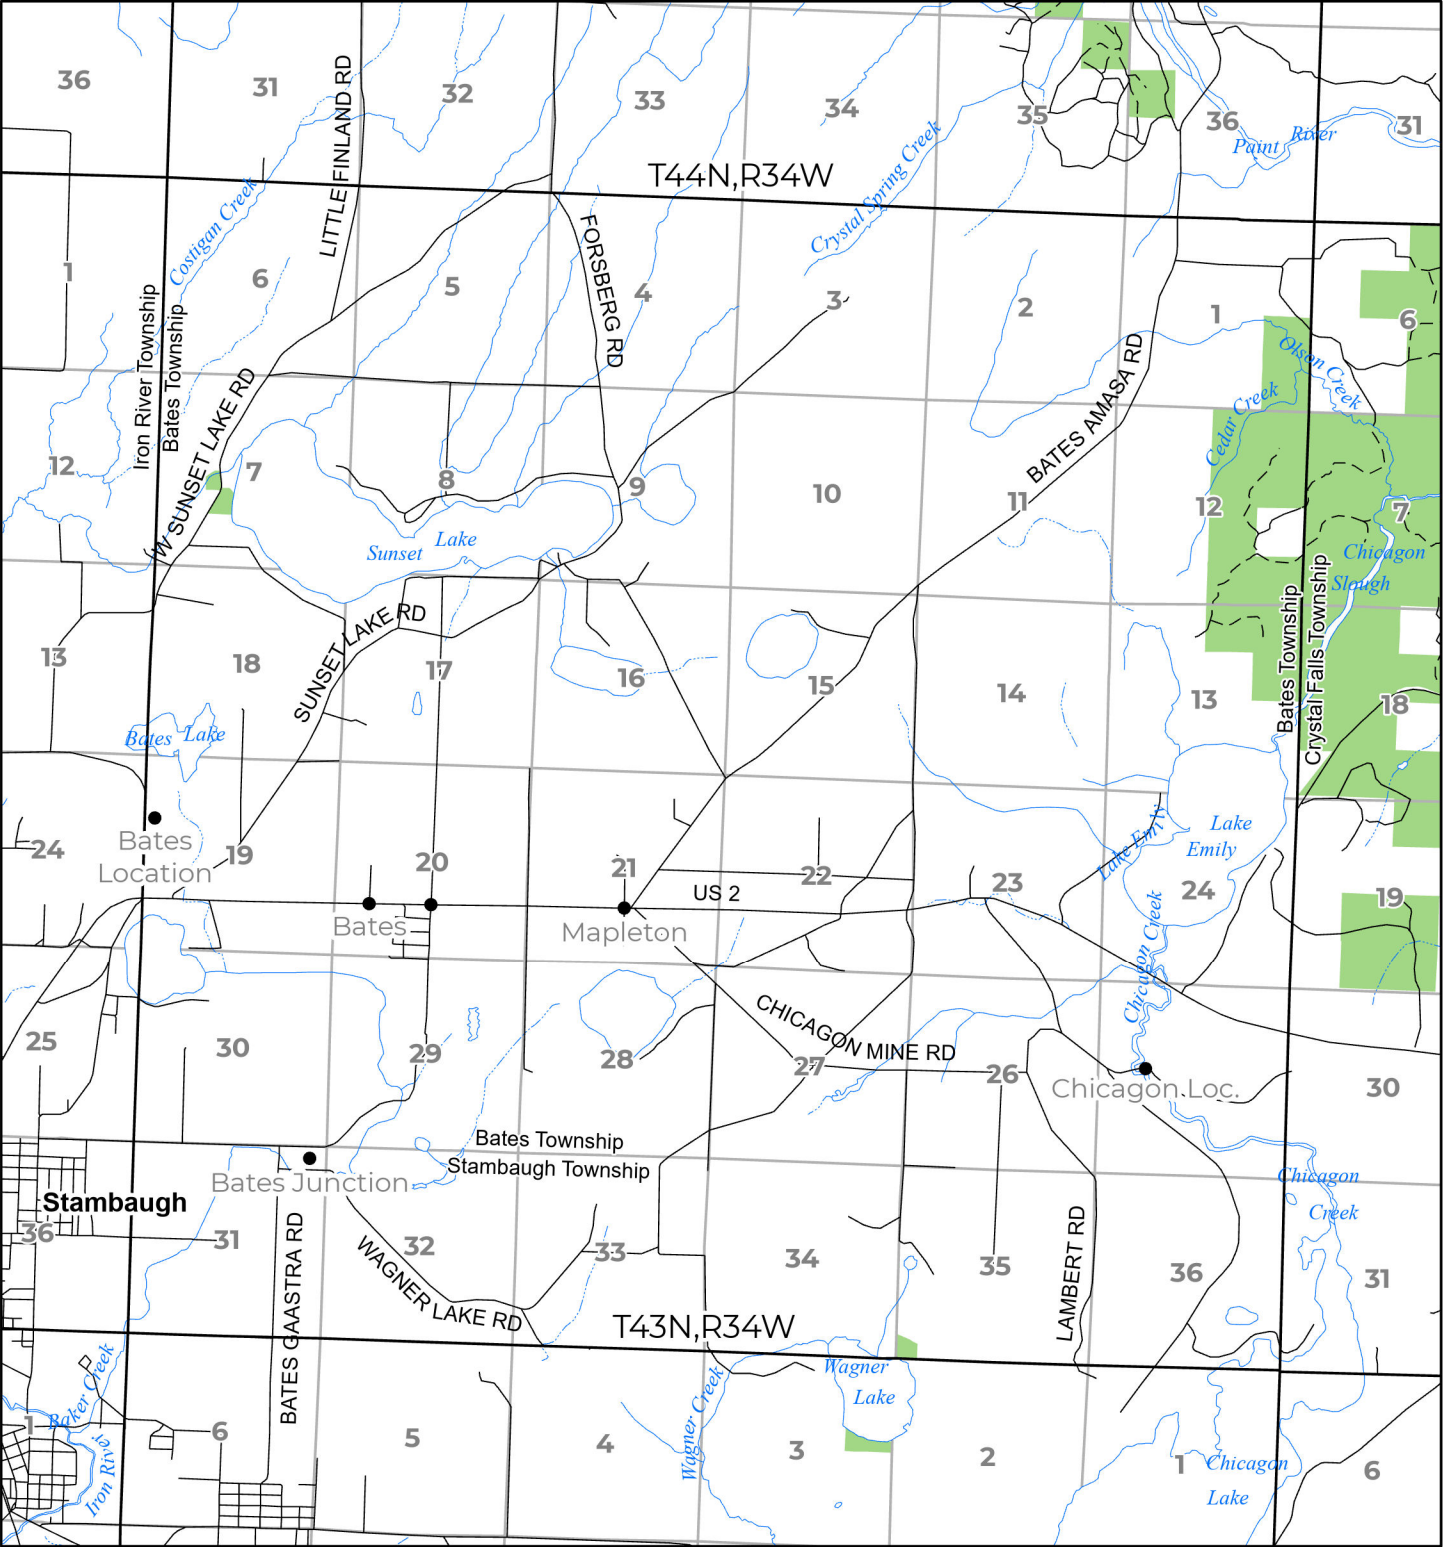 36
31
LITTLE FINLAND RD
32
33
34
35
36
31
Paint River
T44N,R34W
Crystal Spring Creek
Costigan Creek
FORSBERG RD
1
6
5
4
3
2
1
6
Iron River Township
Bates Township
Olson Creek
BATES AMASA RD
Cedar Creek
W SUNSET LAKE RD
12
7
8
9
10
11
12
7
Sunset Lake
Chicagon
Slough
Bates Township
Crystal Falls Township
SUNSET LAKE RD
13
18
17
16
15
14
13
18
Bates Lake
Bates
Location
Lake Emily
Lake
Emily
24
19
20
21
22
23
24
19
US 2
Bates
Mapleton
Chicagon Creek
CHICAGON MINE RD
25
30
29
28
27
26
30
Chicagon Loc.
Bates Township
Stambaugh Township
Bates Junction
Chicagon
Creek
Stambaugh
36
31
32
33
34
35
36
31
BATES GAASTRA RD
WAGNER LAKE RD
LAMBERT RD
T43N,R34W
Wagner
Lake
Wagner Creek
Baker Creek
Iron River
1
6
5
4
3
2
1
6
Chicagon
Lake